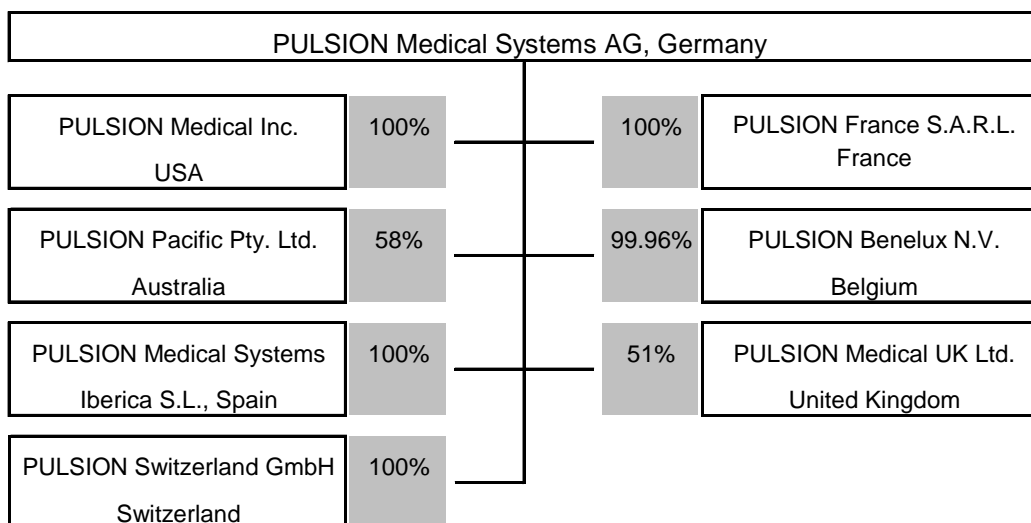 PULSION Medical Systems AG, Germany
PULSION Medical Inc.
USA
100%
100%
PULSION France S.A.R.L.
France
PULSION Pacific Pty. Ltd.
Australia
58%
99.96%
PULSION Benelux N.V.
Belgium
PULSION Medical Systems
Iberica S.L., Spain
100%
51%
PULSION Medical UK Ltd.
United Kingdom
PULSION Switzerland GmbH
Switzerland
100%